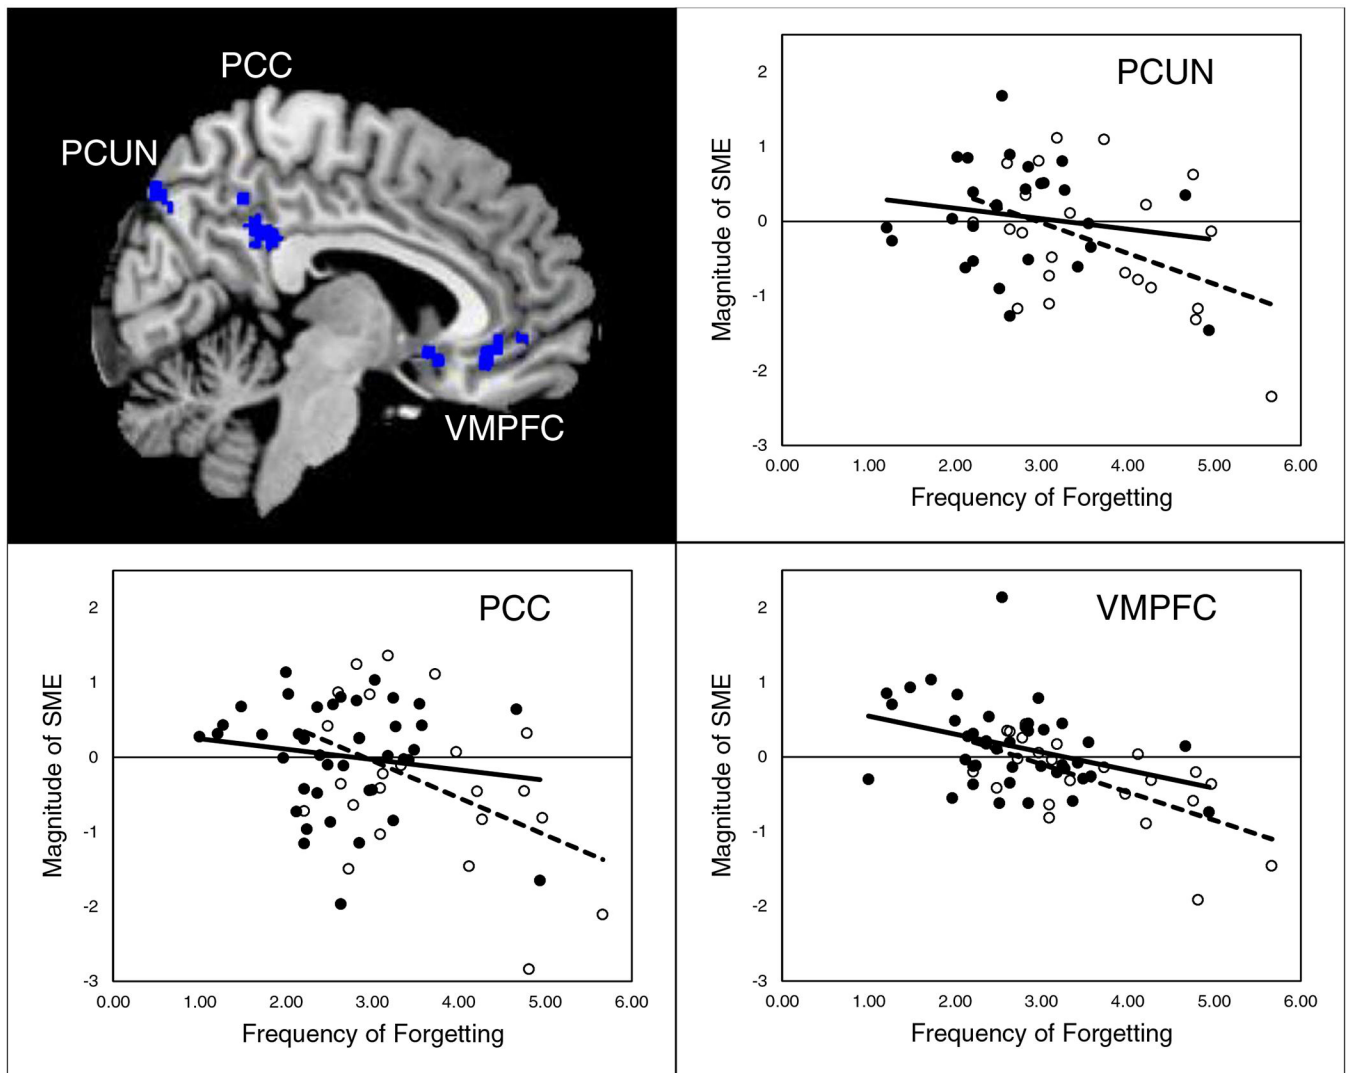 PCC
PCUN
VMPFC
PCUN
Magnitude of SME
2
1
0
-1
-2
-3
0.00 1.00 2.00 3.00 4.00 5.00 6.00
Frequency of Forgetting
PCC
Magnitude of SME
2
1
0
-1
-2
-3
0.00 1.00 2.00 3.00 4.00 5.00 6.00
Frequency of Forgetting
VMPFC
Magnitude of SME
2
1
0
-1
-2
-3
0.00 1.00 2.00 3.00 4.00 5.00 6.00
Frequency of Forgetting